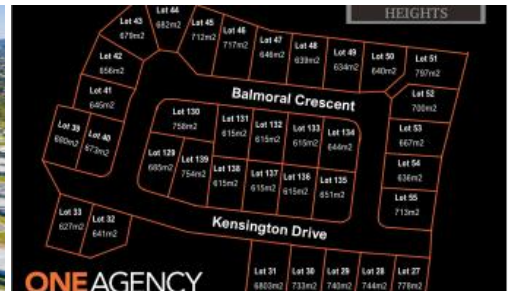 HEIGHTS
Lot 44
682m2
Lot 43
679m2
Lot 45
712m2
Lot 46
717m2
Lot 47
646m2
Lot 48
639m2
Lot 49
634m2
Lot 50
640m2
Lot 51
797m2
Lot 42
656m2
Lot 41
646m2
Lot 52
700m2
Balmoral Crescent
Lot 39
680m2
Lot 40
673m2
Lot 130
758m2
Lot 131
615m2
Lot 132
615m2
Lot 133
615m2
Lot 134
644m2
Lot 53
667m2
Lot 129
685m2
Lot 139
754m2
Lot 138
615m2
Lot 137
615m2
Lot 136
615m2
Lot 135
651m2
Lot 54
636m2
Lot 55
713m2
Lot 33
627m2
Lot 32
641m2
Kensington Drive
Lot 31
6803m2
Lot 30
733m2
Lot 29
740m2
Lot 28
744m2
Lot 27
778m2
ONE AGENCY